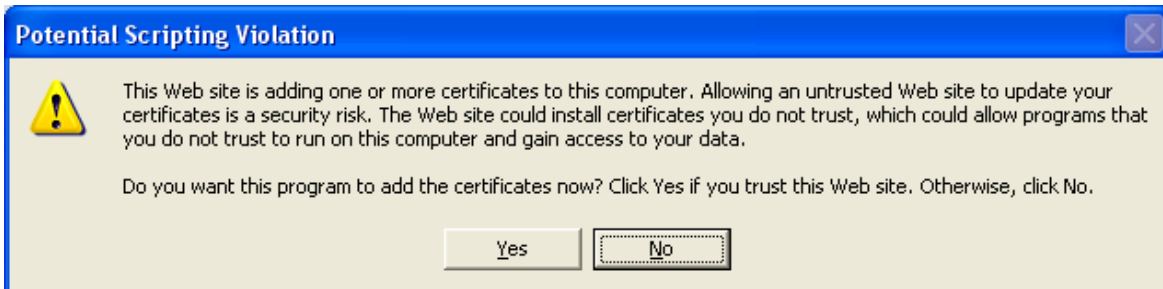 Potential Scripting Violation
This Web site is adding one or more certificates to this computer. Allowing an untrusted Web site to update your
certificates is a security risk. The Web site could install certificates you do not trust, which could allow programs that
you do not trust to run on this computer and gain access to your data.
Do you want this program to add the certificates now? Click Yes if you trust this Web site. Otherwise, click No.
Yes No